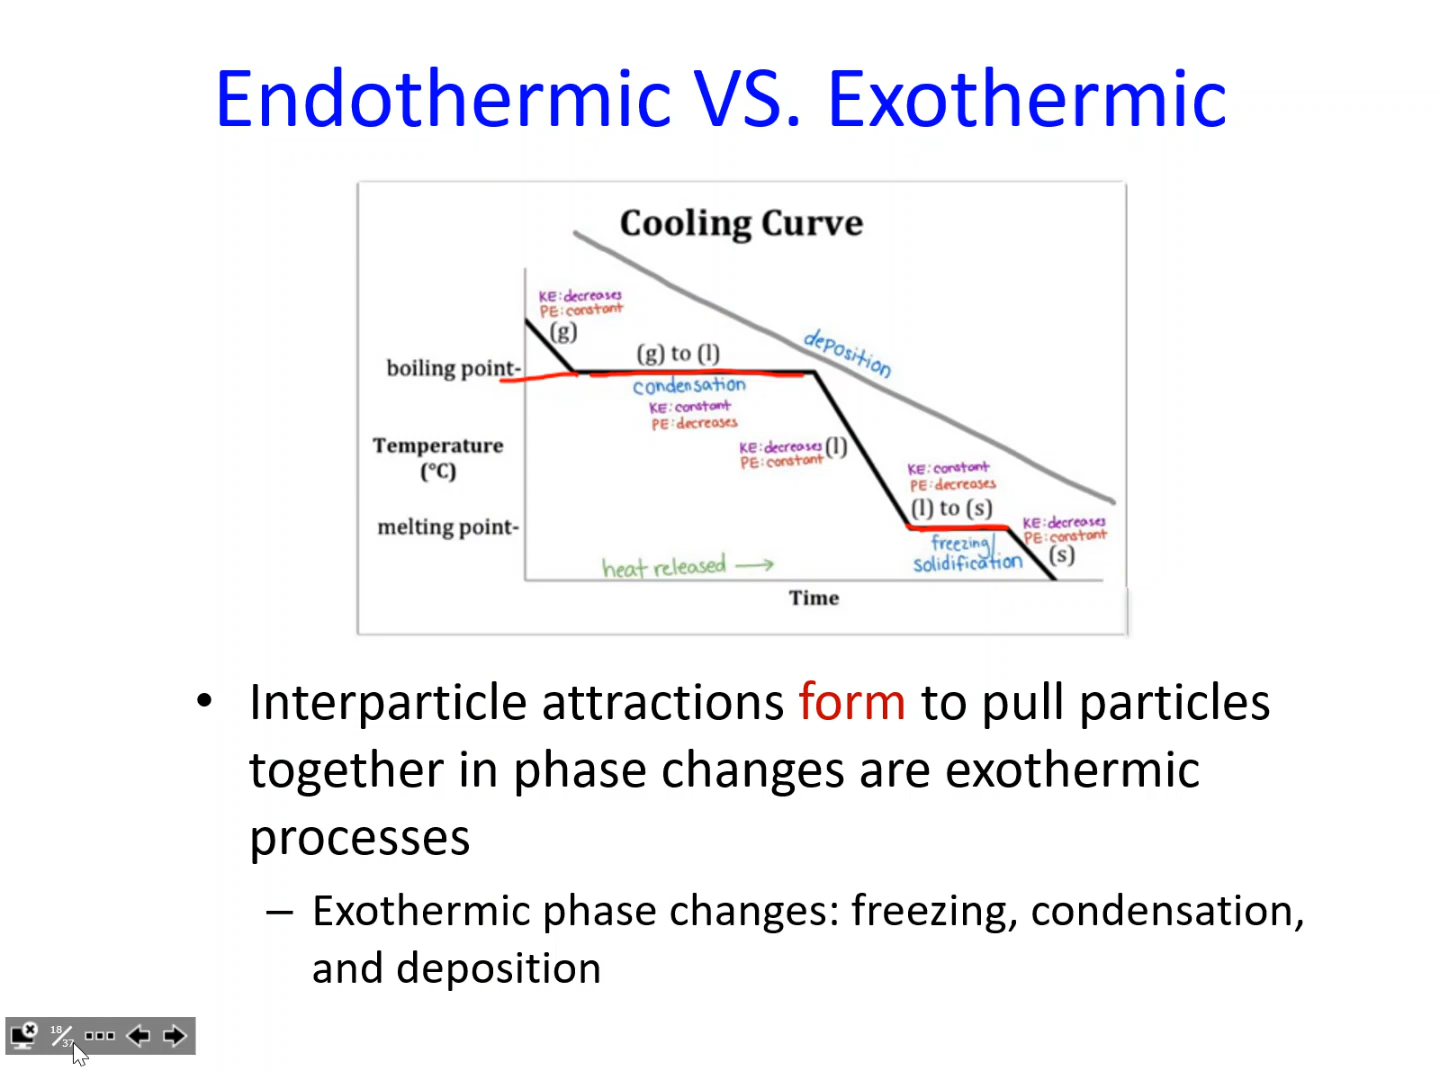 Endothermic VS. Exothermic
Cooling Curve
KE: decreases
PE: constant
(g)
boiling point-
(g) to (l)
condensation
KE: constant
PE: decreases
deposition
Temperature
(°C)
KE: decreases
PE: constant
(l)
KE: constant
PE: decreases
(l) to (s)
melting point-
freezing/
solidification
KE: decreases
PE: constant
(s)
heat released
Time
• Interparticle attractions form to pull particles
together in phase changes are exothermic
processes
– Exothermic phase changes: freezing, condensation,
and deposition
18/37